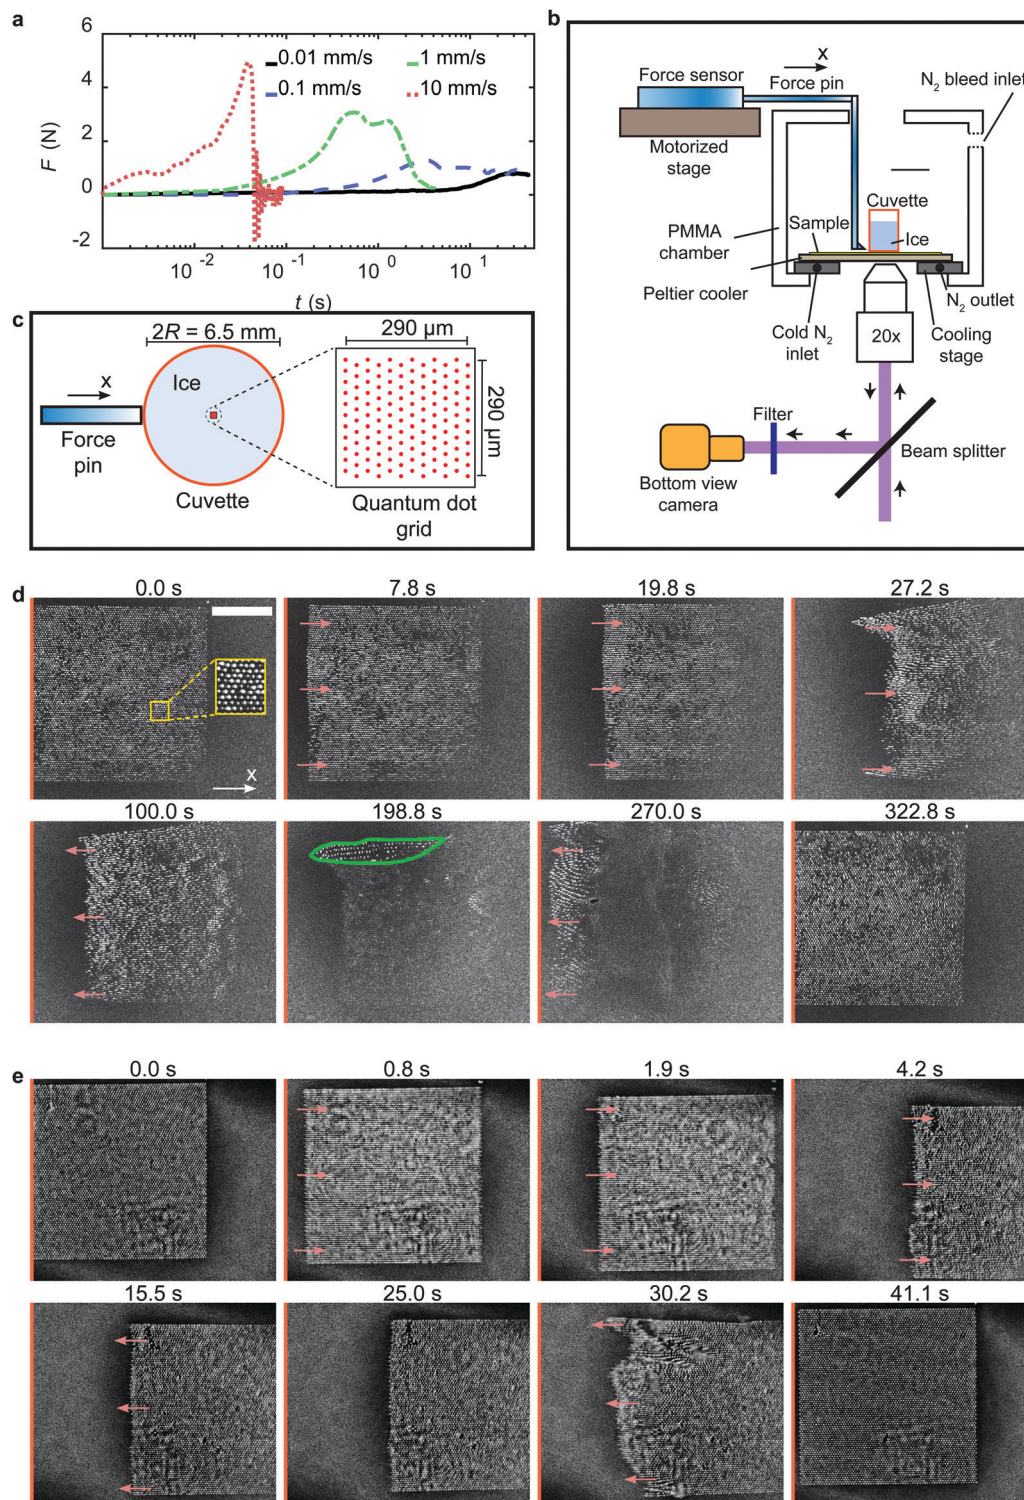 a
6
4
2
0
-2
F (N)
0.01 mm/s
0.1 mm/s
1 mm/s
10 mm/s
10⁻²
10⁻¹
10⁰
10¹
t (s)
b
x
Force sensor
Force pin
N₂ bleed inlet
Motorized
stage
Cuvette
Sample
Ice
PMMA
chamber
Peltier cooler
N₂ outlet
Cold N₂
inlet
20x
Cooling
stage
Filter
Beam splitter
Bottom view
camera
c
2R = 6.5 mm
290 µm
x
Ice
290 µm
Force
pin
Cuvette
Quantum dot
grid
d
0.0 s
7.8 s
19.8 s
27.2 s
x
100.0 s
198.8 s
270.0 s
322.8 s
e
0.0 s
0.8 s
1.9 s
4.2 s
15.5 s
25.0 s
30.2 s
41.1 s